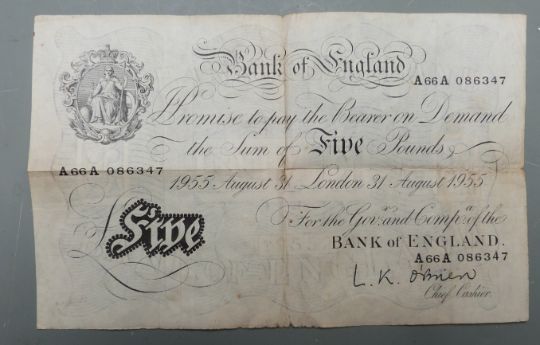 Bank of England
A66A 086347
I Promise to pay the Bearer on Demand
the Sum of Five Pounds
A66A 086347
1955 August 31 London 31 August 1955
For the Govr. and Compa. of the
BANK OF ENGLAND.
£Five
A66A 086347
L. K. O'Brien
Chief Cashier.